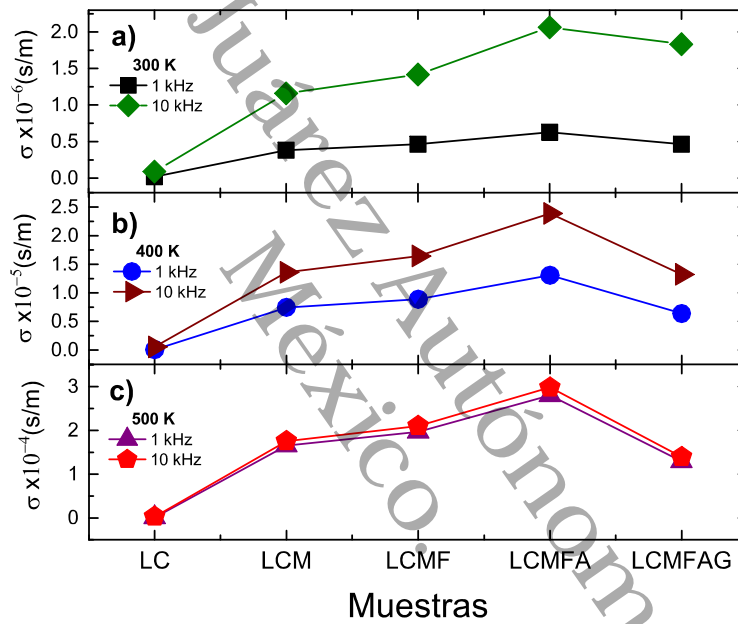 a)
300 K
1 kHz
10 kHz
σ x10⁻⁶(s/m)
2.0
1.5
1.0
0.5
0.0
b)
400 K
1 kHz
10 kHz
σ x10⁻⁵(s/m)
2.5
2.0
1.5
1.0
0.5
0.0
c)
500 K
1 kHz
10 kHz
σ x10⁻⁴(s/m)
3
2
1
0
LC LCM LCMF LCMFA LCMFAG
Muestras
Juárez Autónom
México.